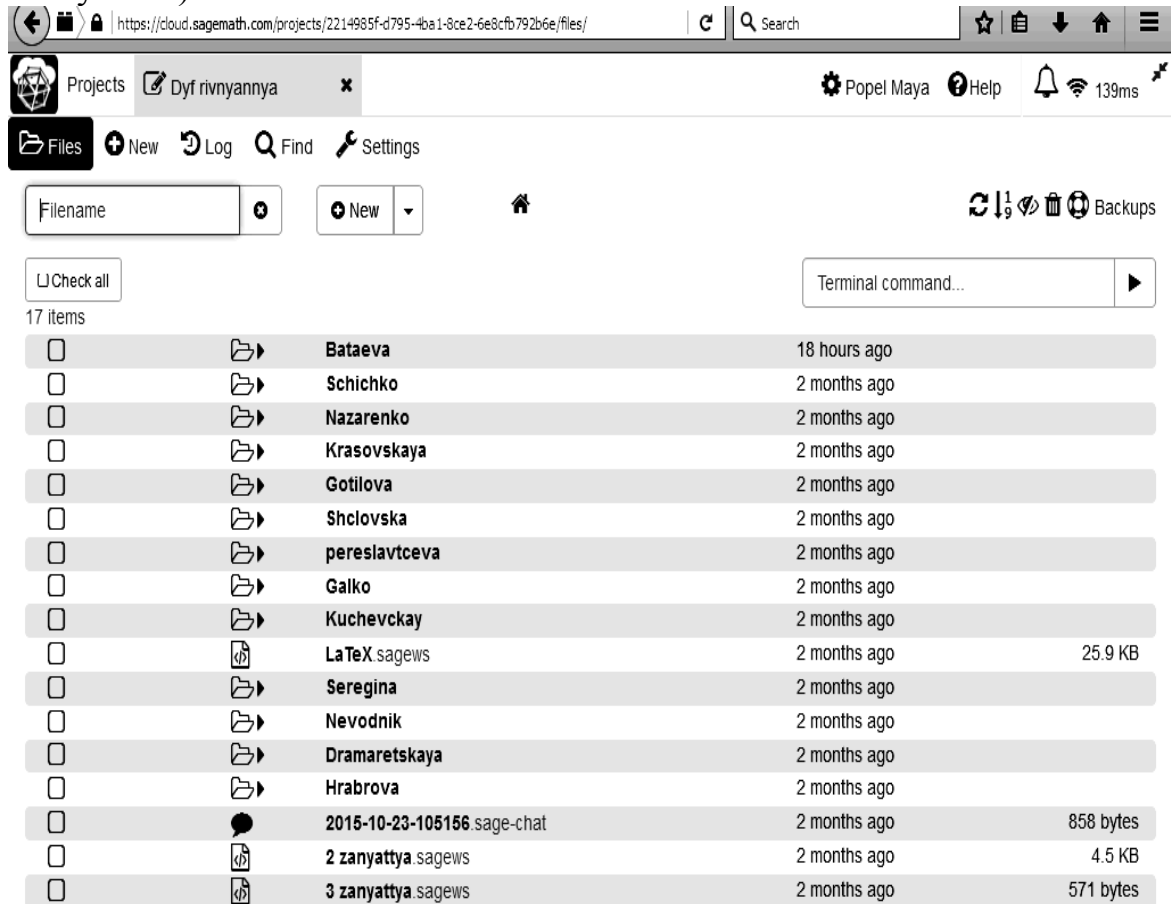 https://cloud.sagemath.com/projects/2214985f-d795-4ba1-8ce2-6e8cfb792b6e/files/ Search
Projects Dyf rivnyannya Popel Maya Help 139ms
Files New Log Find Settings
Filename New Backups
Check all Terminal command...
17 items
Bataeva 18 hours ago
Schichko 2 months ago
Nazarenko 2 months ago
Krasovskaya 2 months ago
Gotilova 2 months ago
Shclovska 2 months ago
pereslavtceva 2 months ago
Galko 2 months ago
Kuchevckay 2 months ago
LaTeX.sagews 2 months ago 25.9 KB
Seregina 2 months ago
Nevodnik 2 months ago
Dramaretskaya 2 months ago
Hrabrova 2 months ago
2015-10-23-105156.sage-chat 2 months ago 858 bytes
2 zanyattya.sagews 2 months ago 4.5 KB
3 zanyattya.sagews 2 months ago 571 bytes